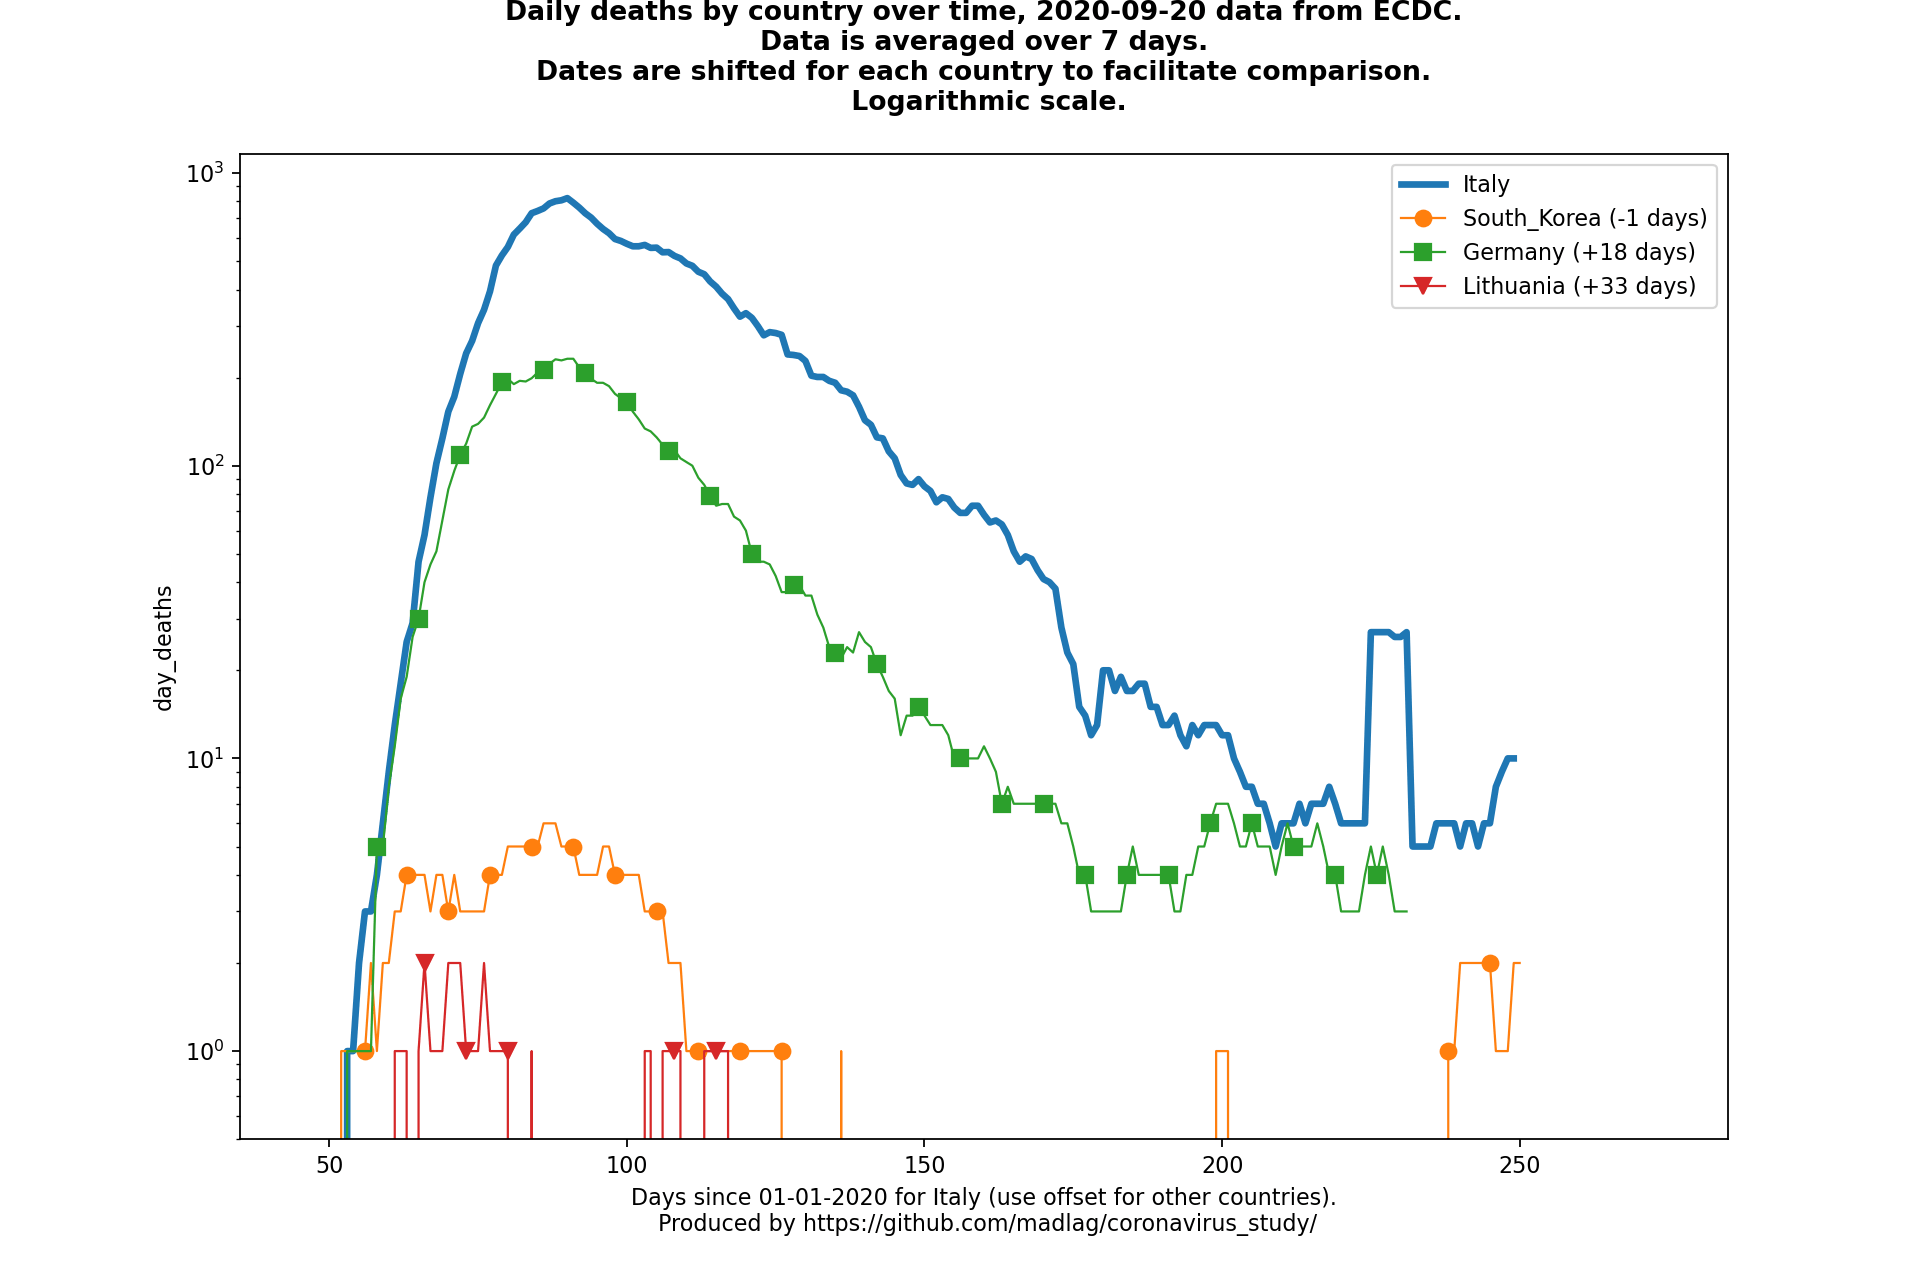 Daily deaths by country over time, 2020-09-20 data from ECDC.
Data is averaged over 7 days.
Dates are shifted for each country to facilitate comparison.
Logarithmic scale.
10³
10²
10¹
10⁰
day_deaths
Italy
South_Korea (-1 days)
Germany (+18 days)
Lithuania (+33 days)
50 100 150 200 250
Days since 01-01-2020 for Italy (use offset for other countries).
Produced by https://github.com/madlag/coronavirus_study/